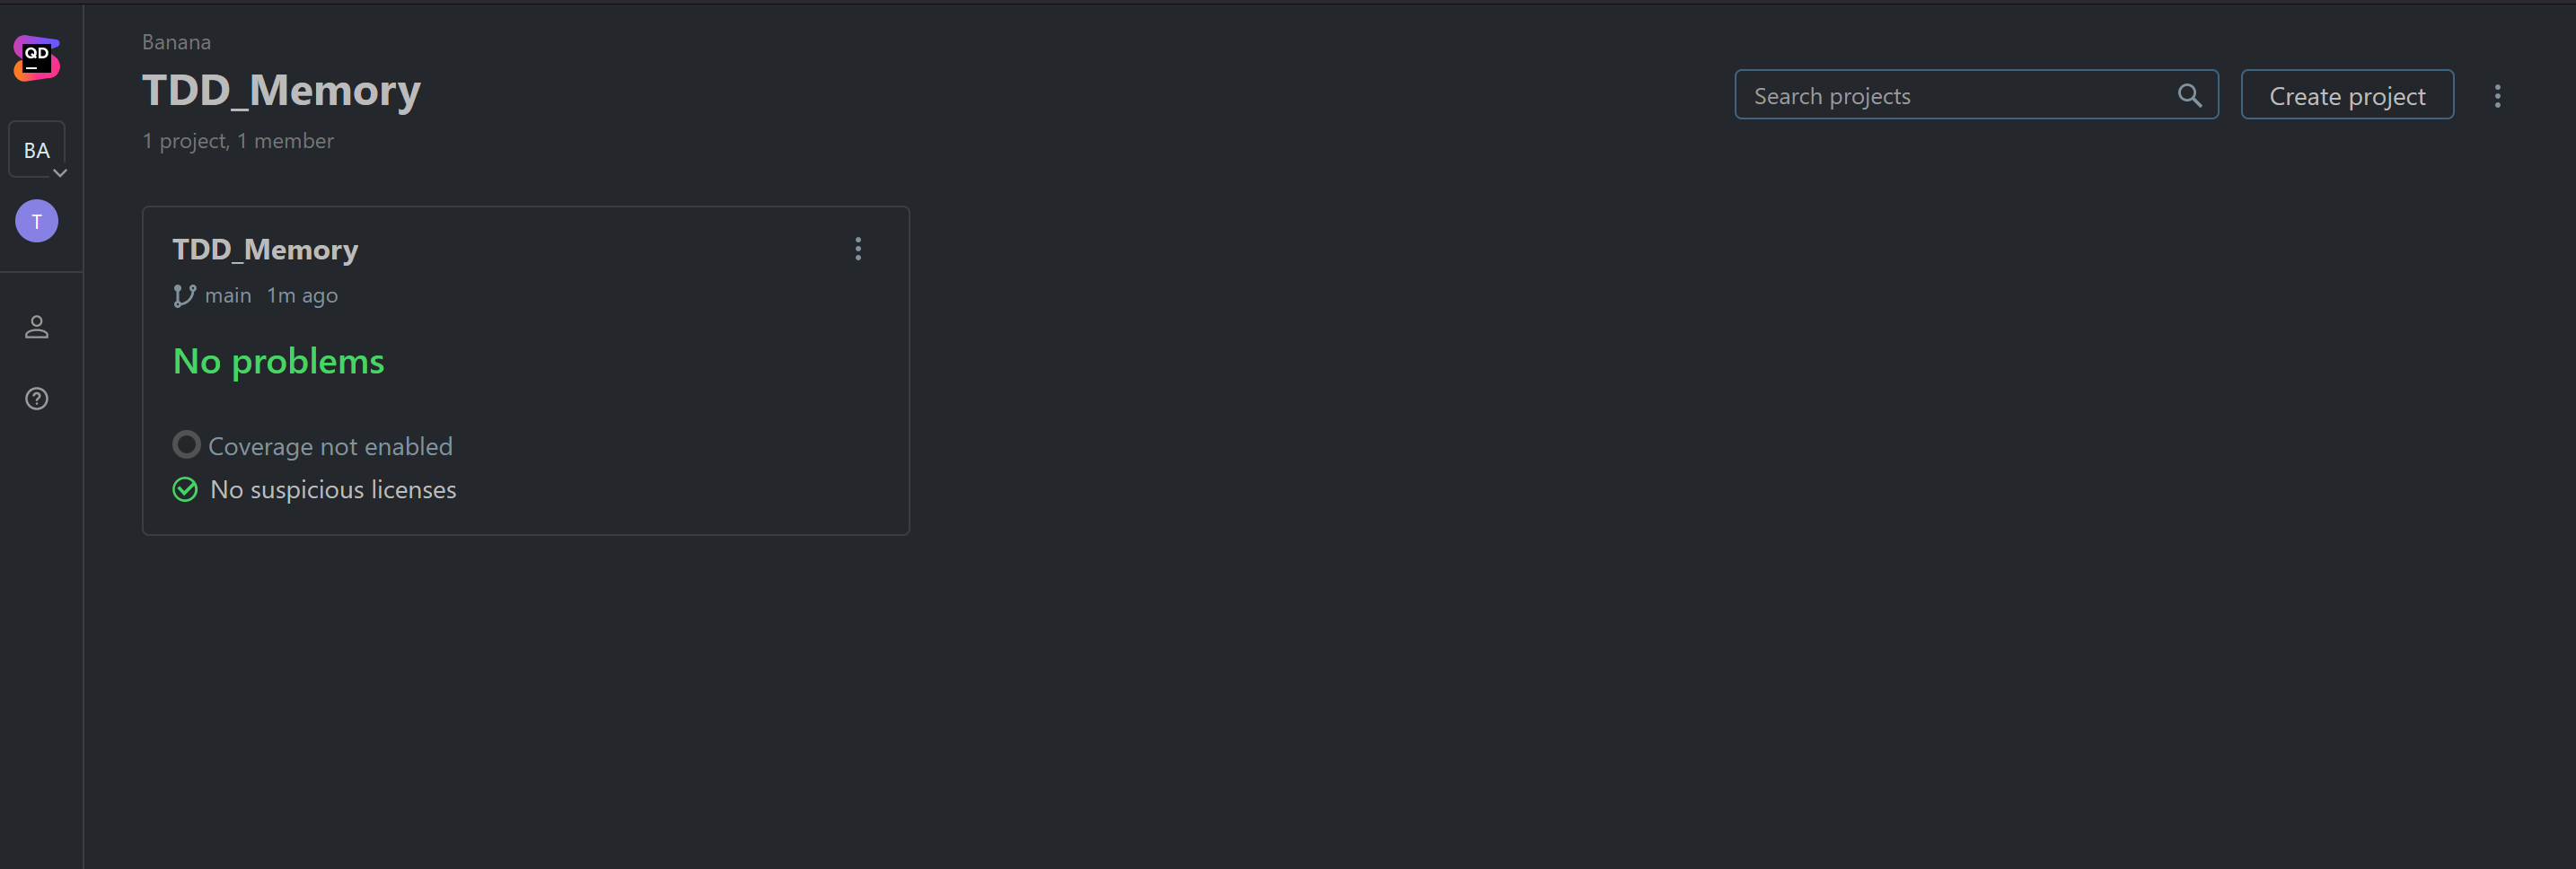 QD
BA
T
Banana
TDD_Memory
1 project, 1 member
Search projects
Create project
TDD_Memory
main 1m ago
No problems
Coverage not enabled
No suspicious licenses